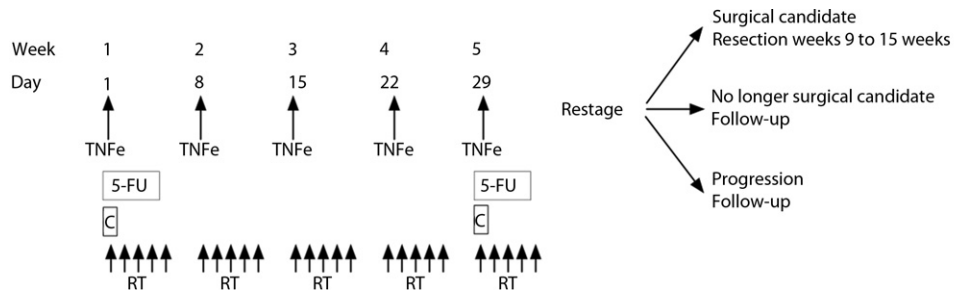 Week 1 2 3 4 5
Day 1 8 15 22 29
TNFe TNFe TNFe TNFe TNFe
5-FU 5-FU
C C
RT RT RT RT RT
Restage
Surgical candidate
Resection weeks 9 to 15 weeks
No longer surgical candidate
Follow-up
Progression
Follow-up